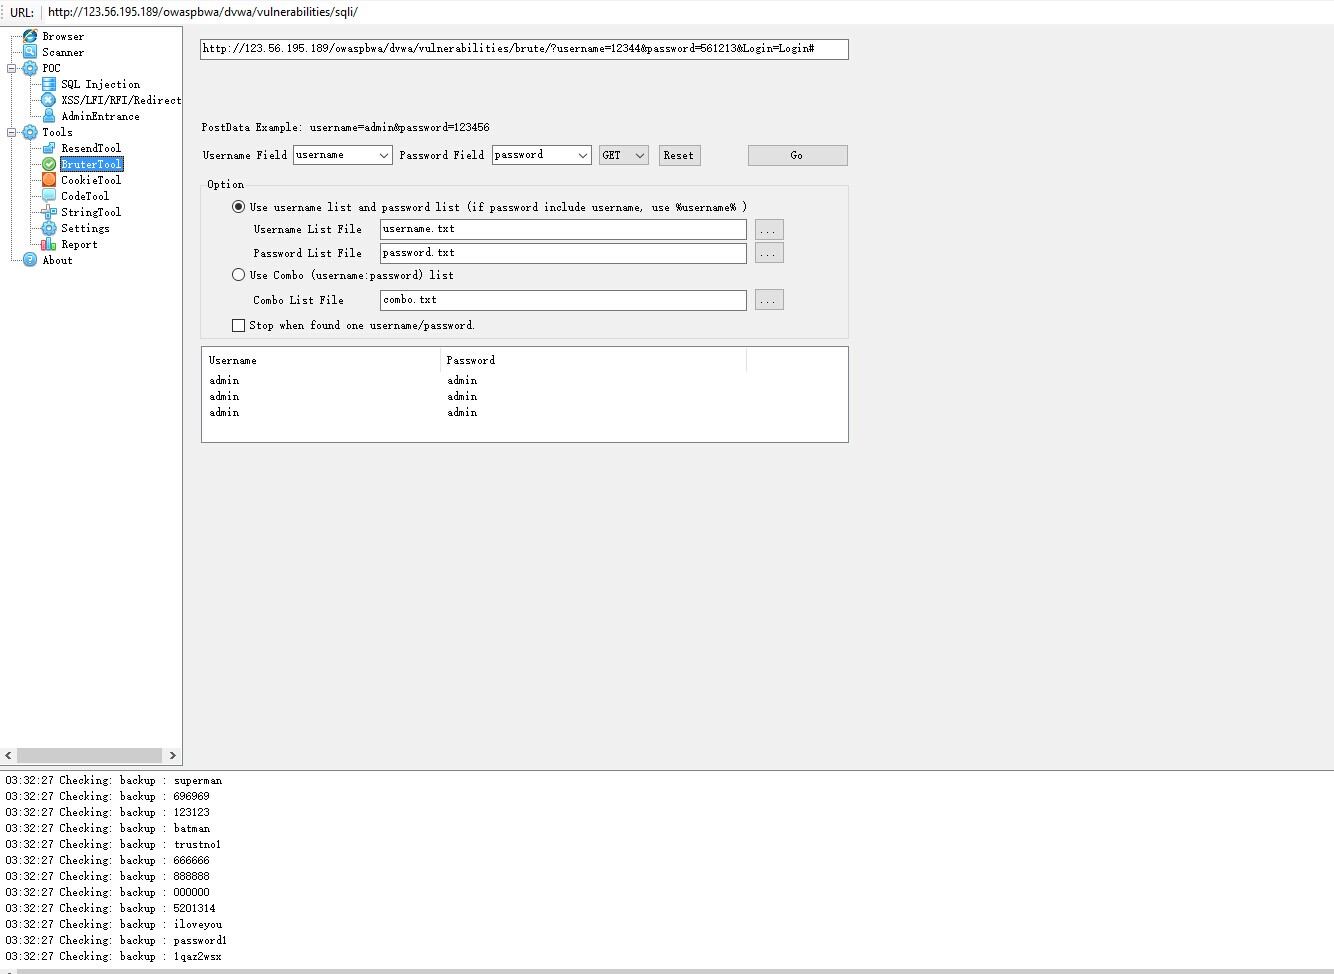 URL: http://123.56.195.189/owaspbwa/dvwa/vulnerabilities/sqli/
Browser
Scanner
POC
SQL Injection
XSS/LFI/RFI/Redirect
AdminEntrance
Tools
ResendTool
BruterTool
CookieTool
CodeTool
StringTool
Settings
Report
About
http://123.56.195.189/owaspbwa/dvwa/vulnerabilities/brute/?username=12344&password=561213&Login=Login#
PostData Example: username=admin&password=123456
Username Field username Password Field password GET Reset Go
Option
Use username list and password list (if password include username, use %username% )
Username List File username.txt ...
Password List File password.txt ...
Use Combo (username:password) list
Combo List File combo.txt ...
Stop when found one username/password.
Username Password
admin admin
admin admin
admin admin
03:32:27 Checking: backup : superman
03:32:27 Checking: backup : 696969
03:32:27 Checking: backup : 123123
03:32:27 Checking: backup : batman
03:32:27 Checking: backup : trustno1
03:32:27 Checking: backup : 666666
03:32:27 Checking: backup : 888888
03:32:27 Checking: backup : 000000
03:32:27 Checking: backup : 5201314
03:32:27 Checking: backup : iloveyou
03:32:27 Checking: backup : password1
03:32:27 Checking: backup : 1qaz2wsx